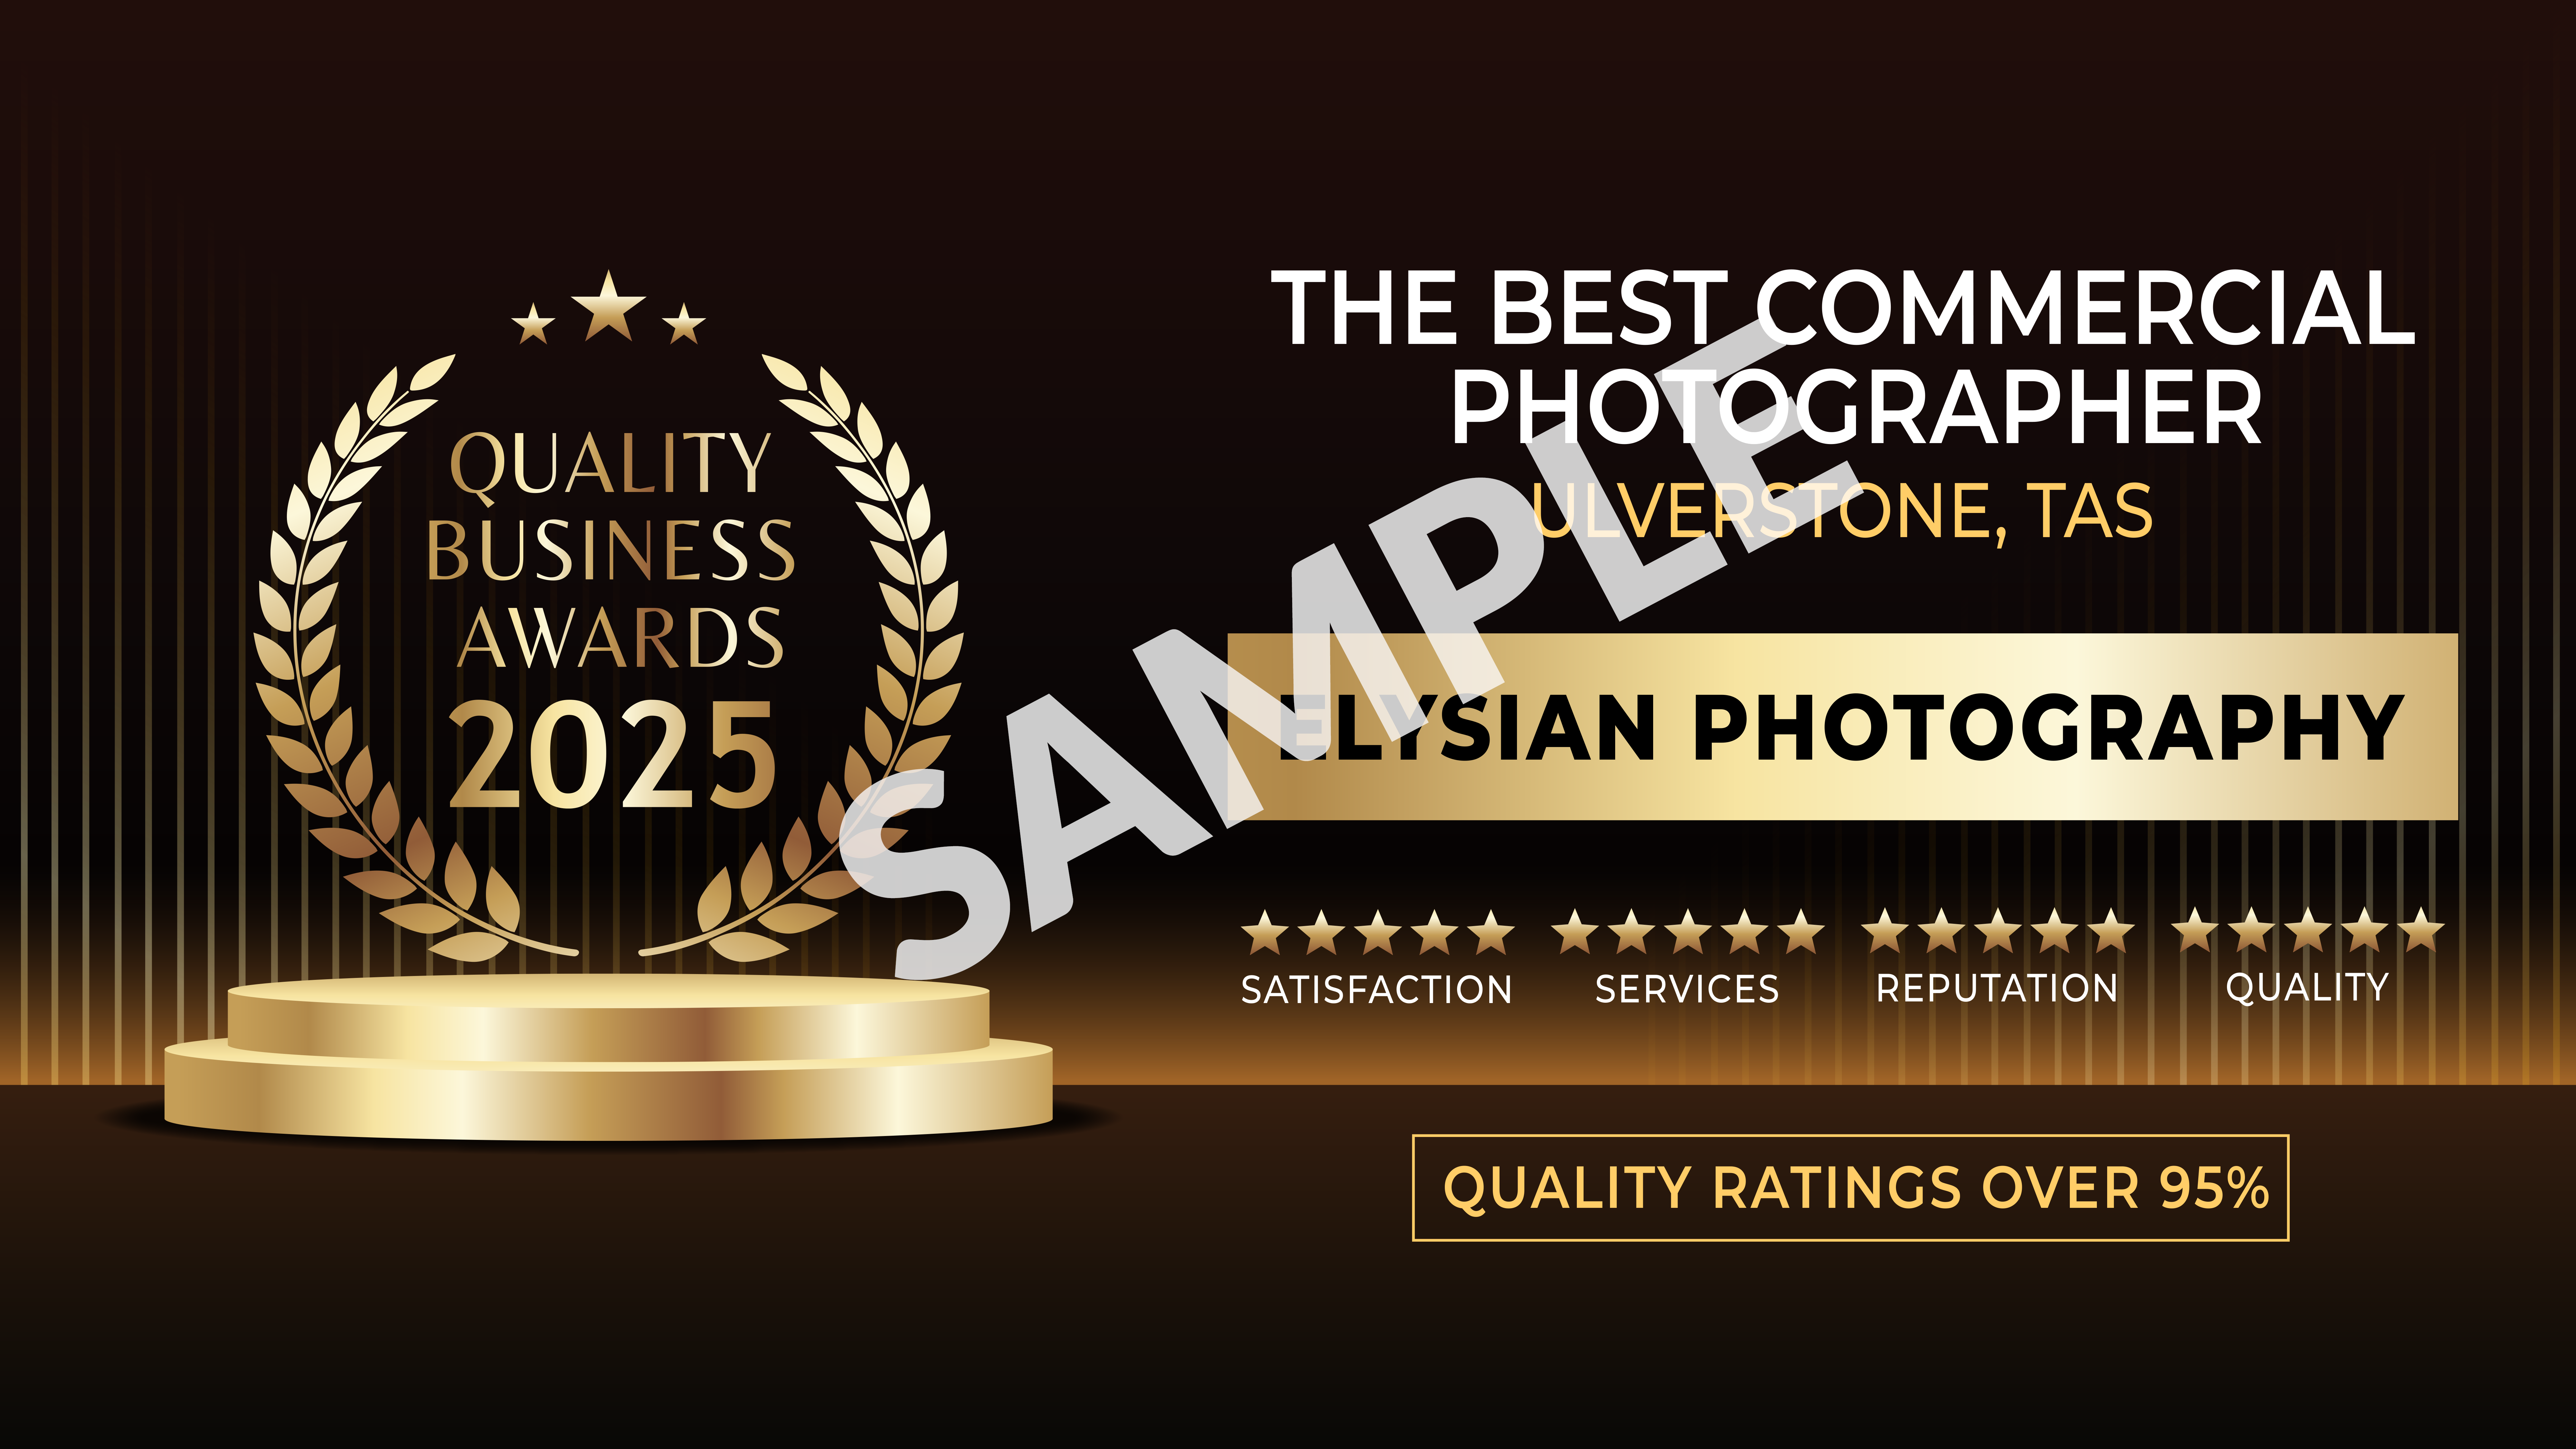 QUALITY
BUSINESS
AWARDS
2025
THE BEST COMMERCIAL
PHOTOGRAPHER
ULVERSTONE, TAS
ELYSIAN PHOTOGRAPHY
SATISFACTION
SERVICES
REPUTATION
QUALITY
QUALITY RATINGS OVER 95%
SAMPLE